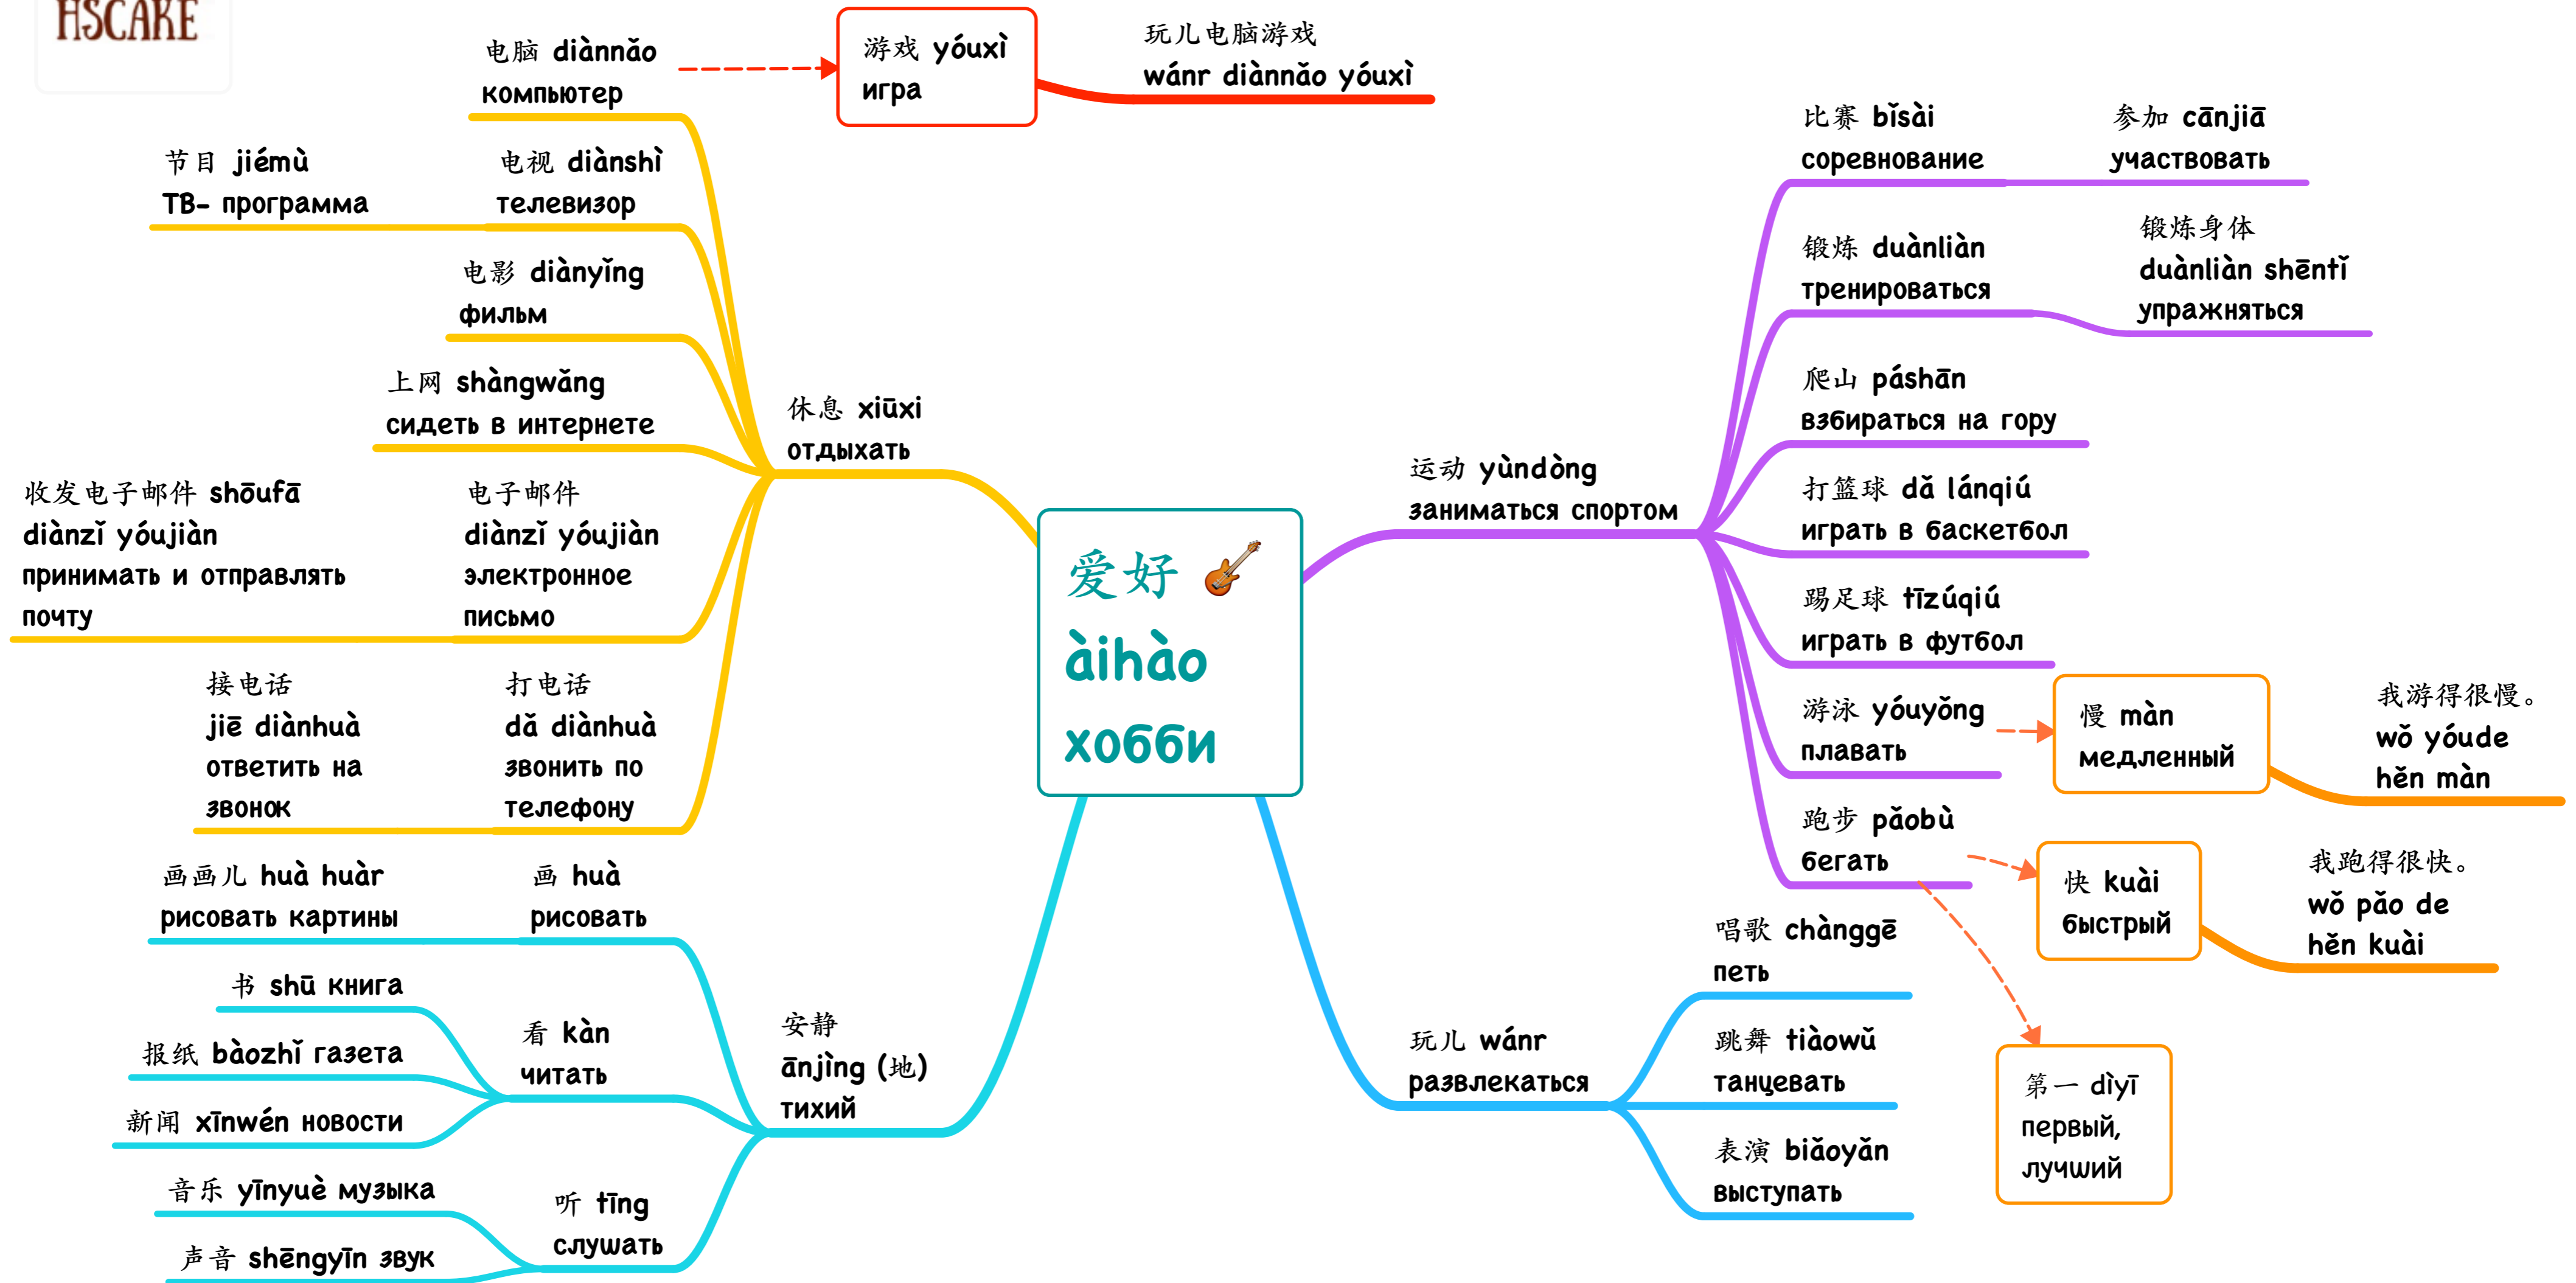 HSCAKE
电脑 diànnǎo
компьютер
游戏 yóuxì
игра
玩儿电脑游戏
wánr diànnǎo yóuxì
节目 jiémù
ТВ- программа
电视 diànshì
телевизор
电影 diànyǐng
фильм
上网 shàngwǎng
сидеть в интернете
休息 xiūxi
отдыхать
收发电子邮件 shōufā
diànzǐ yóujiàn
принимать и отправлять
почту
电子邮件
diànzǐ yóujiàn
электронное
письмо
接电话
jiē diànhuà
ответить на
звонок
打电话
dǎ diànhuà
звонить по
телефону
爱好 🎸
àihào
хобби
运动 yùndòng
заниматься спортом
比赛 bǐsài
соревнование
参加 cānjiā
участвовать
锻炼 duànliàn
тренироваться
锻炼身体
duànliàn shēntǐ
упражняться
爬山 páshān
взбираться на гору
打篮球 dǎ lánqiú
играть в баскетбол
踢足球 tīzúqiú
играть в футбол
游泳 yóuyǒng
плавать
慢 màn
медленный
我游得很慢。
wǒ yóude
hěn màn
跑步 pǎobù
бегать
快 kuài
быстрый
我跑得很快。
wǒ pǎo de
hěn kuài
第一 dìyī
первый,
лучший
画画儿 huà huàr
рисовать картины
画 huà
рисовать
书 shū книга
报纸 bàozhǐ газета
新闻 xīnwén новости
看 kàn
читать
安静
ānjìng (地)
тихий
音乐 yīnyuè музыка
声音 shēngyīn звук
听 tīng
слушать
玩儿 wánr
развлекаться
唱歌 chànggē
петь
跳舞 tiàowǔ
танцевать
表演 biǎoyǎn
выступать